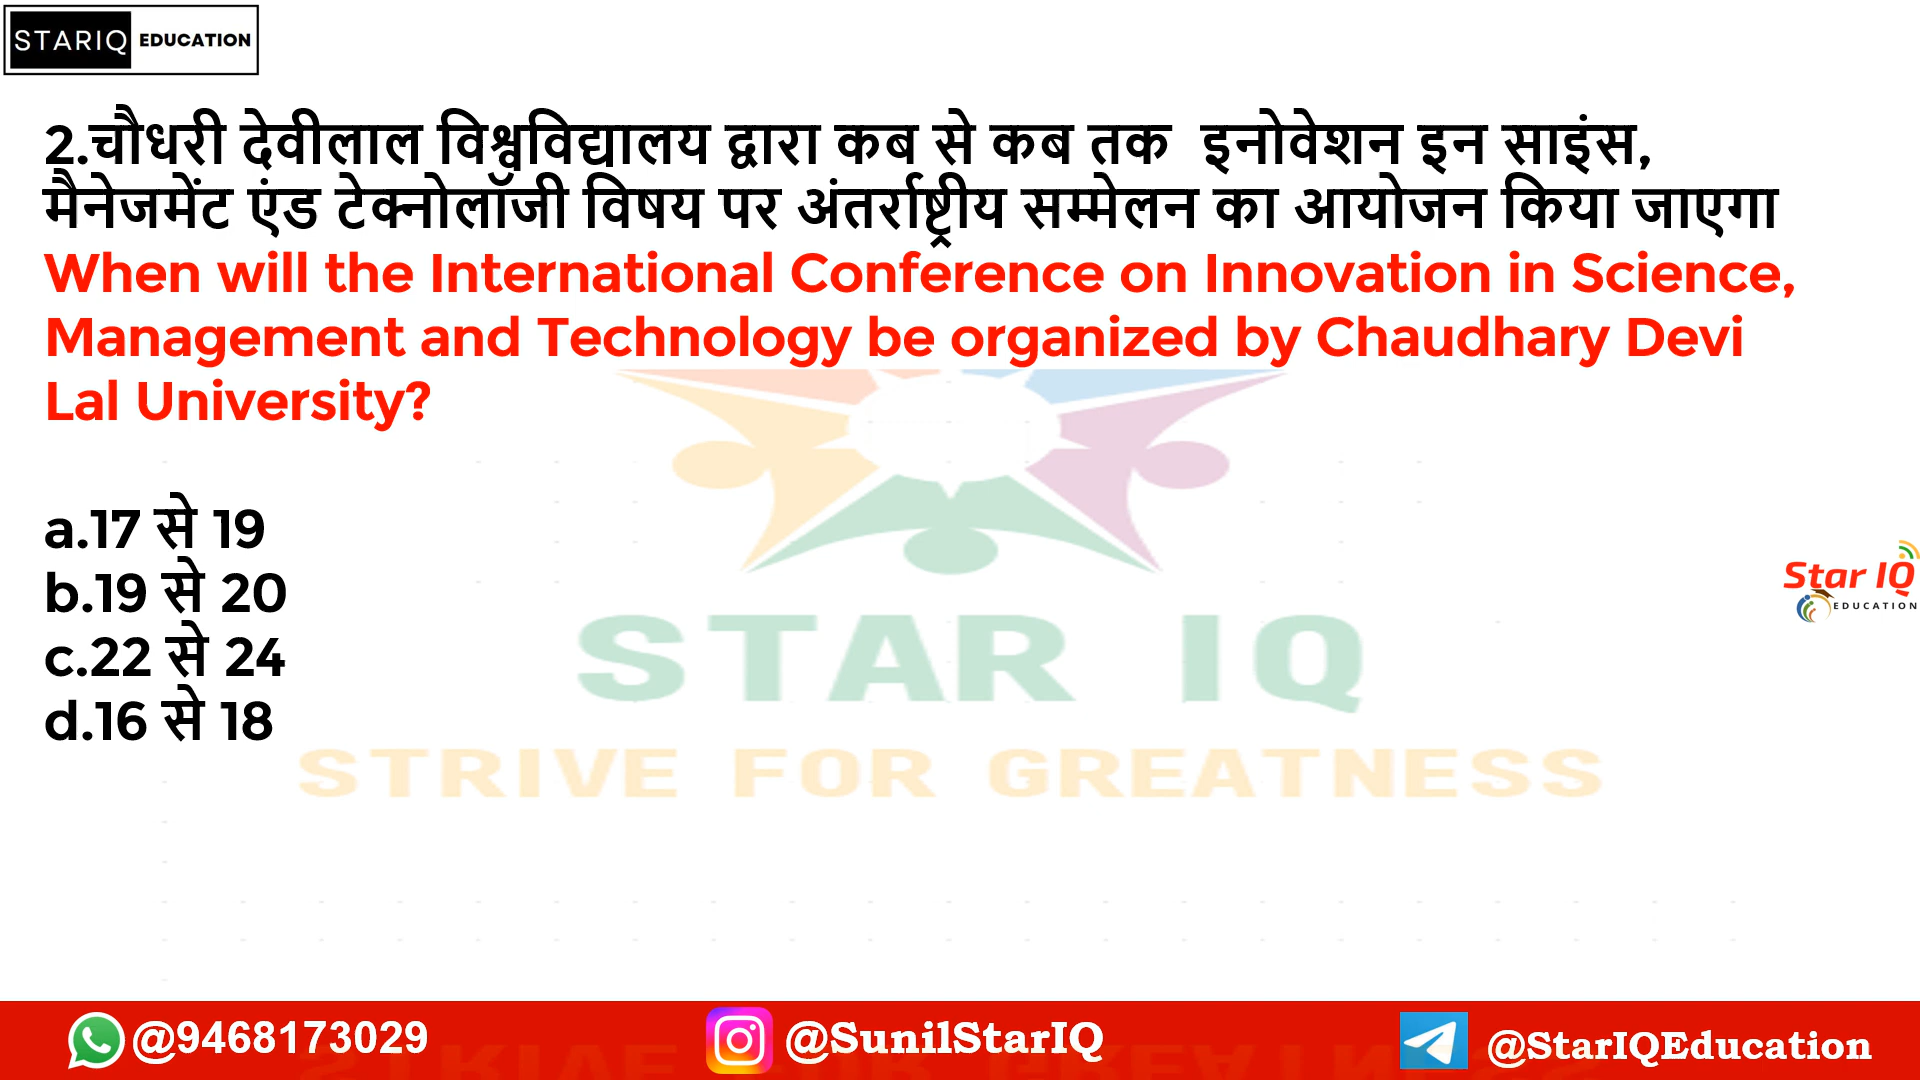 STARIQ EDUCATION
2.चौधरी देवीलाल विश्वविद्यालय द्वारा कब से कब तक इनोवेशन इन साइंस,
मैनेजमेंट एंड टेक्नोलॉजी विषय पर अंतर्राष्ट्रीय सम्मेलन का आयोजन किया जाएगा
When will the International Conference on Innovation in Science,
Management and Technology be organized by Chaudhary Devi
Lal University?
a.17 से 19
b.19 से 20
c.22 से 24
d.16 से 18
STAR IQ
STRIVE FOR GREATNESS
Star IQ
EDUCATION
@9468173029 @SunilStarIQ @StarIQEducation